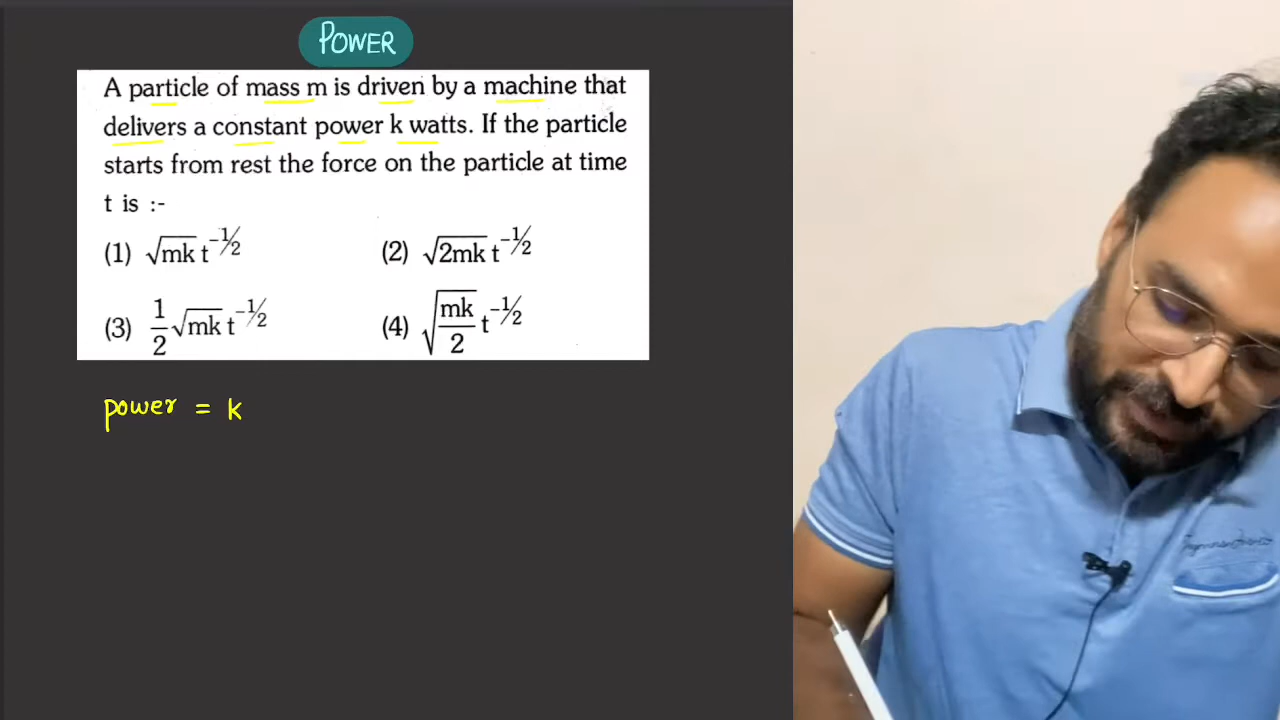 POWER
A particle of mass m is driven by a machine that
delivers a constant power k watts. If the particle
starts from rest the force on the particle at time
t is :-
(1) √mk t^-1/2 (2) √2mk t^-1/2
(3) 1/2 √mk t^-1/2 (4) √(mk/2) t^-1/2
power = k